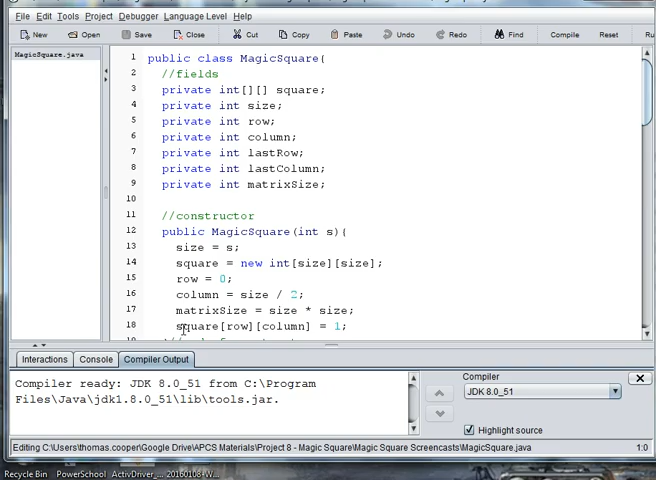 File Edit Tools Project Debugger Language Level Help
New Open Save Close Cut Copy Paste Undo Redo Find Compile Reset Ru
MagicSquare.java
1 public class MagicSquare{
2 //fields
3 private int[][] square;
4 private int size;
5 private int row;
6 private int column;
7 private int lastRow;
8 private int lastColumn;
9 private int matrixSize;
10
11 //constructor
12 public MagicSquare(int s){
13 size = s;
14 square = new int[size][size];
15 row = 0;
16 column = size / 2;
17 matrixSize = size * size;
18 square[row][column] = 1;
Interactions Console Compiler Output
Compiler ready: JDK 8.0_51 from C:\Program
Files\Java\jdk1.8.0_51\lib\tools.jar.
Compiler
JDK 8.0_51
Highlight source
Editing C:\Users\thomas.cooper\Google Drive\APCS Materials\Project 8 - Magic Square\Magic Square Screencasts\MagicSquare.java 1:0
Recycle Bin PowerSchool ActivDriver_... 20160108-W...